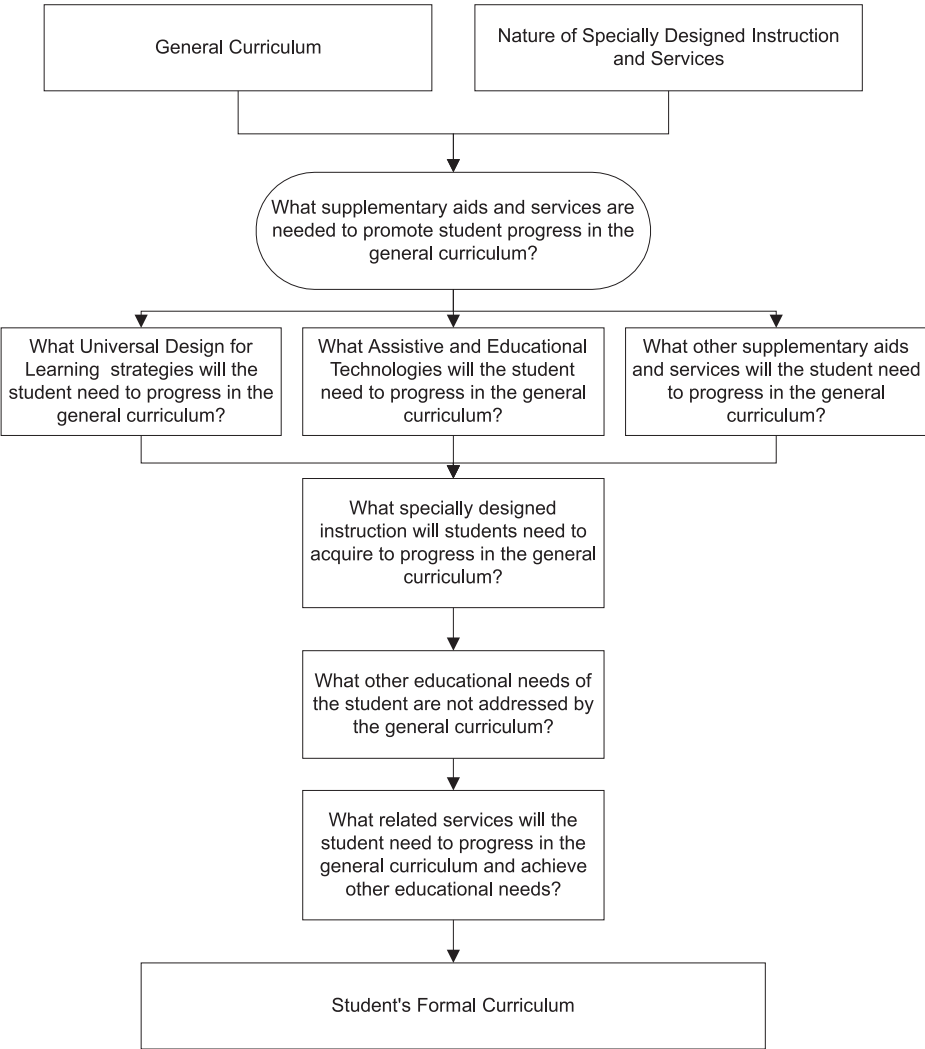 General Curriculum
Nature of Specially Designed Instruction
and Services
What supplementary aids and services are
needed to promote student progress in the
general curriculum?
What Universal Design for
Learning strategies will the
student need to progress in the
general curriculum?
What Assistive and Educational
Technologies will the student
need to progress in the general
curriculum?
What other supplementary aids
and services will the student need
to progress in the general
curriculum?
What specially designed
instruction will students need to
acquire to progress in the general
curriculum?
What other educational needs of
the student are not addressed by
the general curriculum?
What related services will the
student need to progress in the
general curriculum and achieve
other educational needs?
Student's Formal Curriculum